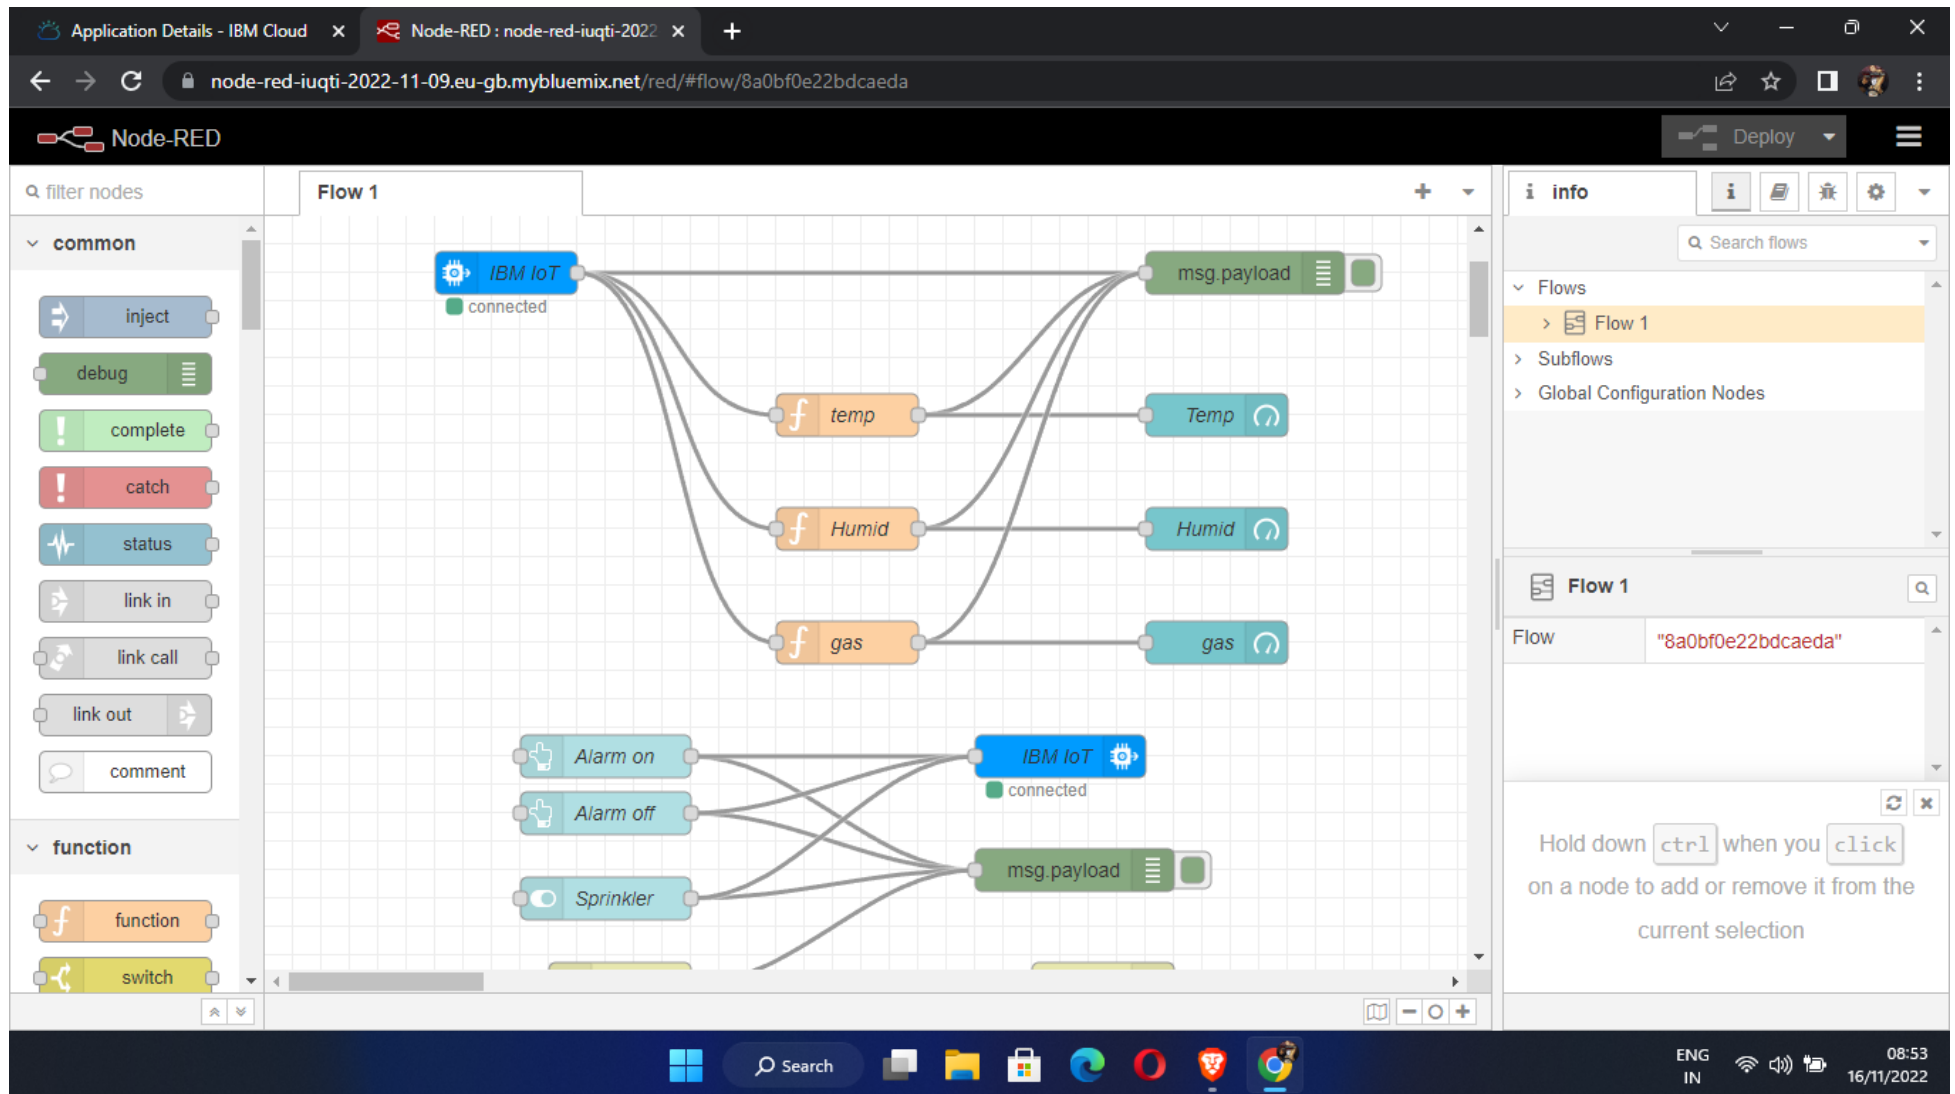 Application Details - IBM Cloud
Node-RED : node-red-iuqti-2022
node-red-iuqti-2022-11-09.eu-gb.mybluemix.net/red/#flow/8a0bf0e22bdcaeda
Node-RED
Deploy
filter nodes
Flow 1
info
Search flows
common
inject
debug
complete
catch
status
link in
link call
link out
comment
function
function
switch
IBM IoT
connected
msg.payload
temp
Temp
Humid
Humid
gas
gas
Alarm on
IBM IoT
connected
Alarm off
msg.payload
Sprinkler
Flows
Flow 1
Subflows
Global Configuration Nodes
Flow 1
Flow
"8a0bf0e22bdcaeda"
Hold down ctrl when you click
on a node to add or remove it from the
current selection
Search
ENG
IN
08:53
16/11/2022